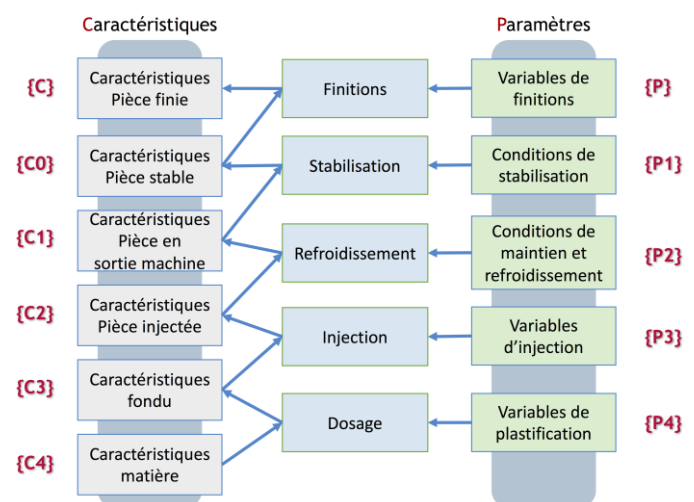 Caractéristiques
Paramètres
{C}
Caractéristiques
Pièce finie
Finitions
Variables de
finitions
{P}
{C0}
Caractéristiques
Pièce stable
Stabilisation
Conditions de
stabilisation
{P1}
{C1}
Caractéristiques
Pièce en
sortie machine
Refroidissement
Conditions de
maintien et
refroidissement
{P2}
{C2}
Caractéristiques
Pièce injectée
Injection
Variables
d'injection
{P3}
{C3}
Caractéristiques
fondu
Dosage
Variables de
plastification
{P4}
{C4}
Caractéristiques
matière